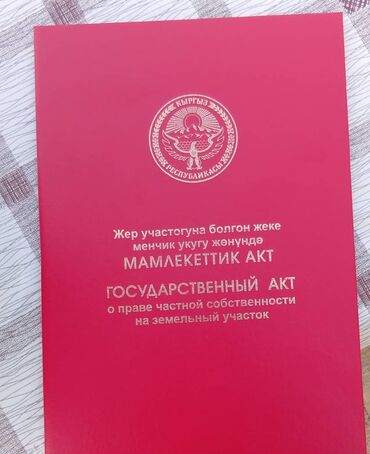 КЫРГЫЗ
РЕСПУБЛИКАСЫ
Жер участогуна болгон жеке
менчик укугу жөнүндө
МАМЛЕКЕТТИК АКТ
ГОСУДАРСТВЕННЫЙ АКТ
о праве частной собственности
на земельный участок